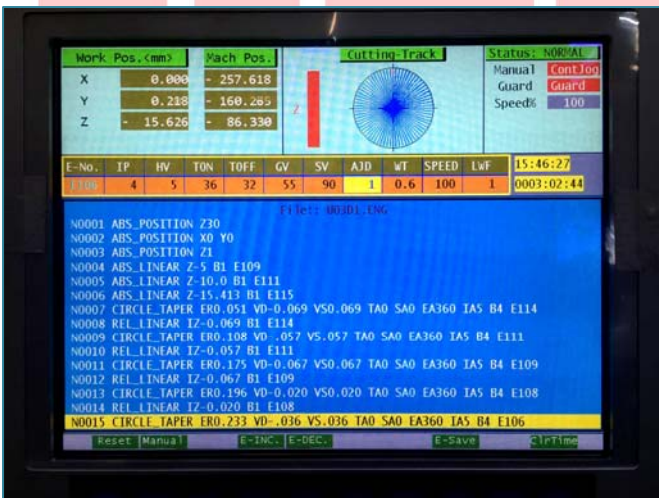 Work Pos.(mm) Mach Pos. Cutting-Track Status: NORMAL
X 0.000 - 257.618 Manual ContJog
Y 0.218 - 160.265 Guard Guard
Z - 15.626 - 86.330 Z Speed% 100
E-No. IP HV TON TOFF GV SV AJD WT SPEED LWF 15:46:27
E106 4 5 36 32 55 90 1 0.6 100 1 0003:02:44
File:: U03D1.ENG
N0001 ABS_POSITION Z30
N0002 ABS_POSITION X0 Y0
N0003 ABS_POSITION Z1
N0004 ABS_LINEAR Z-5 B1 E109
N0005 ABS_LINEAR Z-10.0 B1 E111
N0006 ABS_LINEAR Z-15.413 B1 E115
N0007 CIRCLE_TAPER ER0.051 VD-0.069 VS0.069 TA0 SA0 EA360 IA5 B4 E114
N0008 REL_LINEAR IZ-0.069 B1 E114
N0009 CIRCLE_TAPER ER0.108 VD-.057 VS.057 TA0 SA0 EA360 IA5 B4 E111
N0010 REL_LINEAR IZ-0.057 B1 E111
N0011 CIRCLE_TAPER ER0.175 VD-0.067 VS0.067 TA0 SA0 EA360 IA5 B4 E109
N0012 REL_LINEAR IZ-0.067 B1 E109
N0013 CIRCLE_TAPER ER0.196 VD-0.020 VS0.020 TA0 SA0 EA360 IA5 B4 E108
N0014 REL_LINEAR IZ-0.020 B1 E108
N0015 CIRCLE_TAPER ER0.233 VD-.036 VS.036 TA0 SA0 EA360 IA5 B4 E106
Reset Manual E-INC. E-DEC. E-Save ClrTime